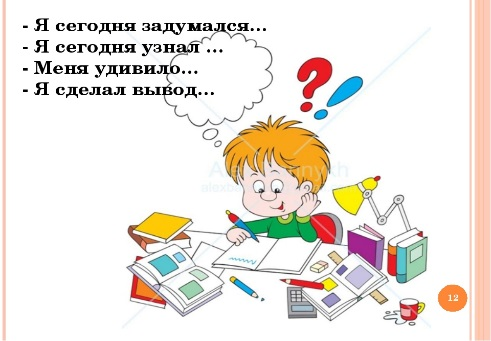 - Я сегодня задумался...
- Я сегодня узнал ...
- Меня удивило...
- Я сделал вывод...
12